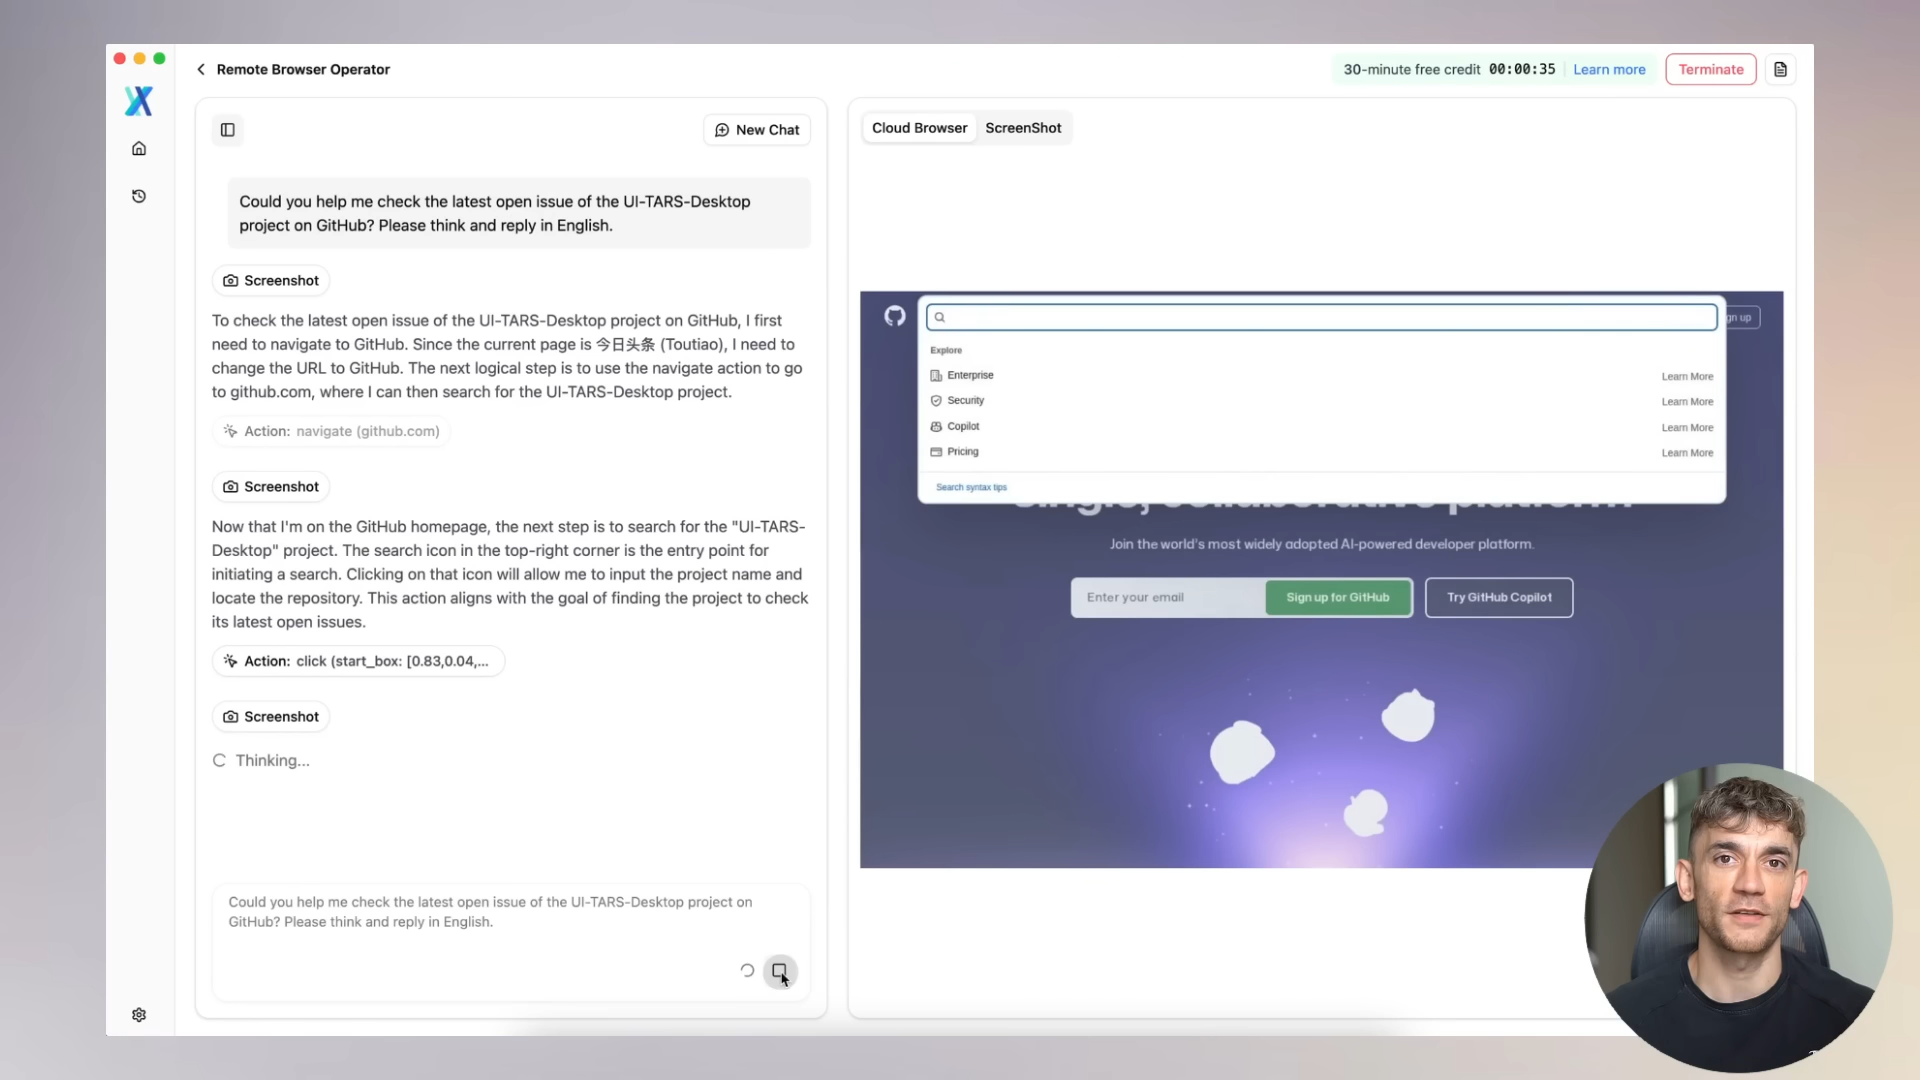 Remote Browser Operator
30-minute free credit 00:00:35 Learn more
Terminate
New Chat
Could you help me check the latest open issue of the UI-TARS-Desktop
project on GitHub? Please think and reply in English.
Screenshot
To check the latest open issue of the UI-TARS-Desktop project on GitHub, I first
need to navigate to GitHub. Since the current page is 今日头条 (Toutiao), I need to
change the URL to GitHub. The next logical step is to use the navigate action to go
to github.com, where I can then search for the UI-TARS-Desktop project.
Action: navigate (github.com)
Screenshot
Now that I'm on the GitHub homepage, the next step is to search for the "UI-TARS-
Desktop" project. The search icon in the top-right corner is the entry point for
initiating a search. Clicking on that icon will allow me to input the project name and
locate the repository. This action aligns with the goal of finding the project to check
its latest open issues.
Action: click (start_box: [0.83,0.04,...
Screenshot
Thinking...
Could you help me check the latest open issue of the UI-TARS-Desktop project on
GitHub? Please think and reply in English.
Cloud Browser
ScreenShot
gn up
Explore
Enterprise Learn More
Security Learn More
Copilot Learn More
Pricing Learn More
Search syntax tips
single, collaborative platform.
Join the world's most widely adopted AI-powered developer platform.
Enter your email
Sign up for GitHub
Try GitHub Copilot